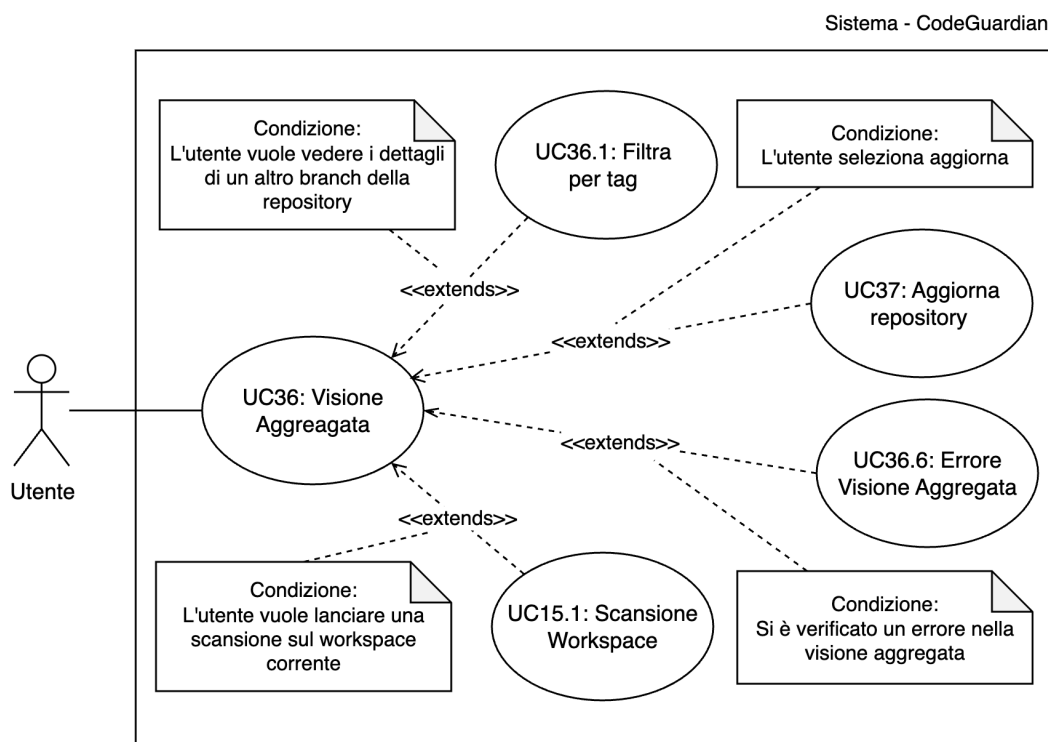 Sistema - CodeGuardian
Condizione:
L'utente vuole vedere i dettagli
di un altro branch della
repository
UC36.1: Filtra
per tag
Condizione:
L'utente seleziona aggiorna
<<extends>>
UC37: Aggiorna
repository
<<extends>>
UC36: Visione
Aggreagata
Utente
<<extends>>
UC36.6: Errore
Visione Aggregata
<<extends>>
Condizione:
L'utente vuole lanciare una
scansione sul workspace
corrente
UC15.1: Scansione
Workspace
Condizione:
Si è verificato un errore nella
visione aggregata